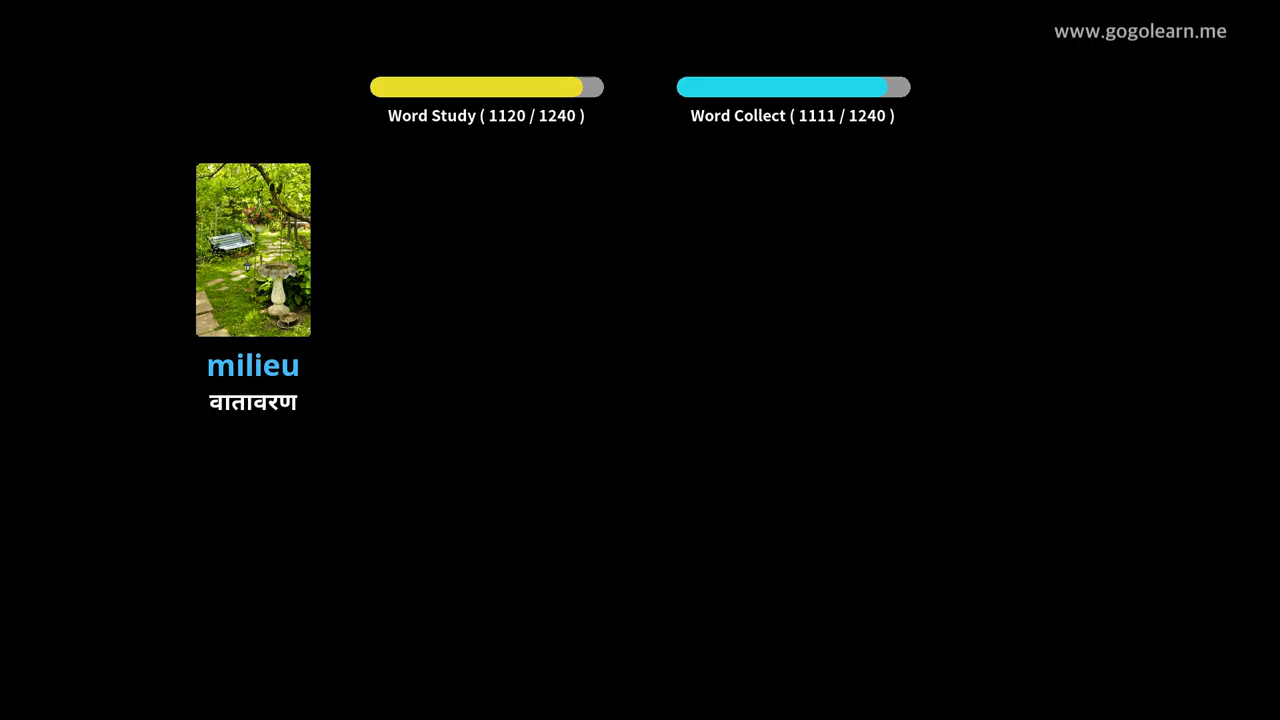 www.gogolearn.me
Word Study ( 1120 / 1240 )
Word Collect ( 1111 / 1240 )
milieu
वातावरण